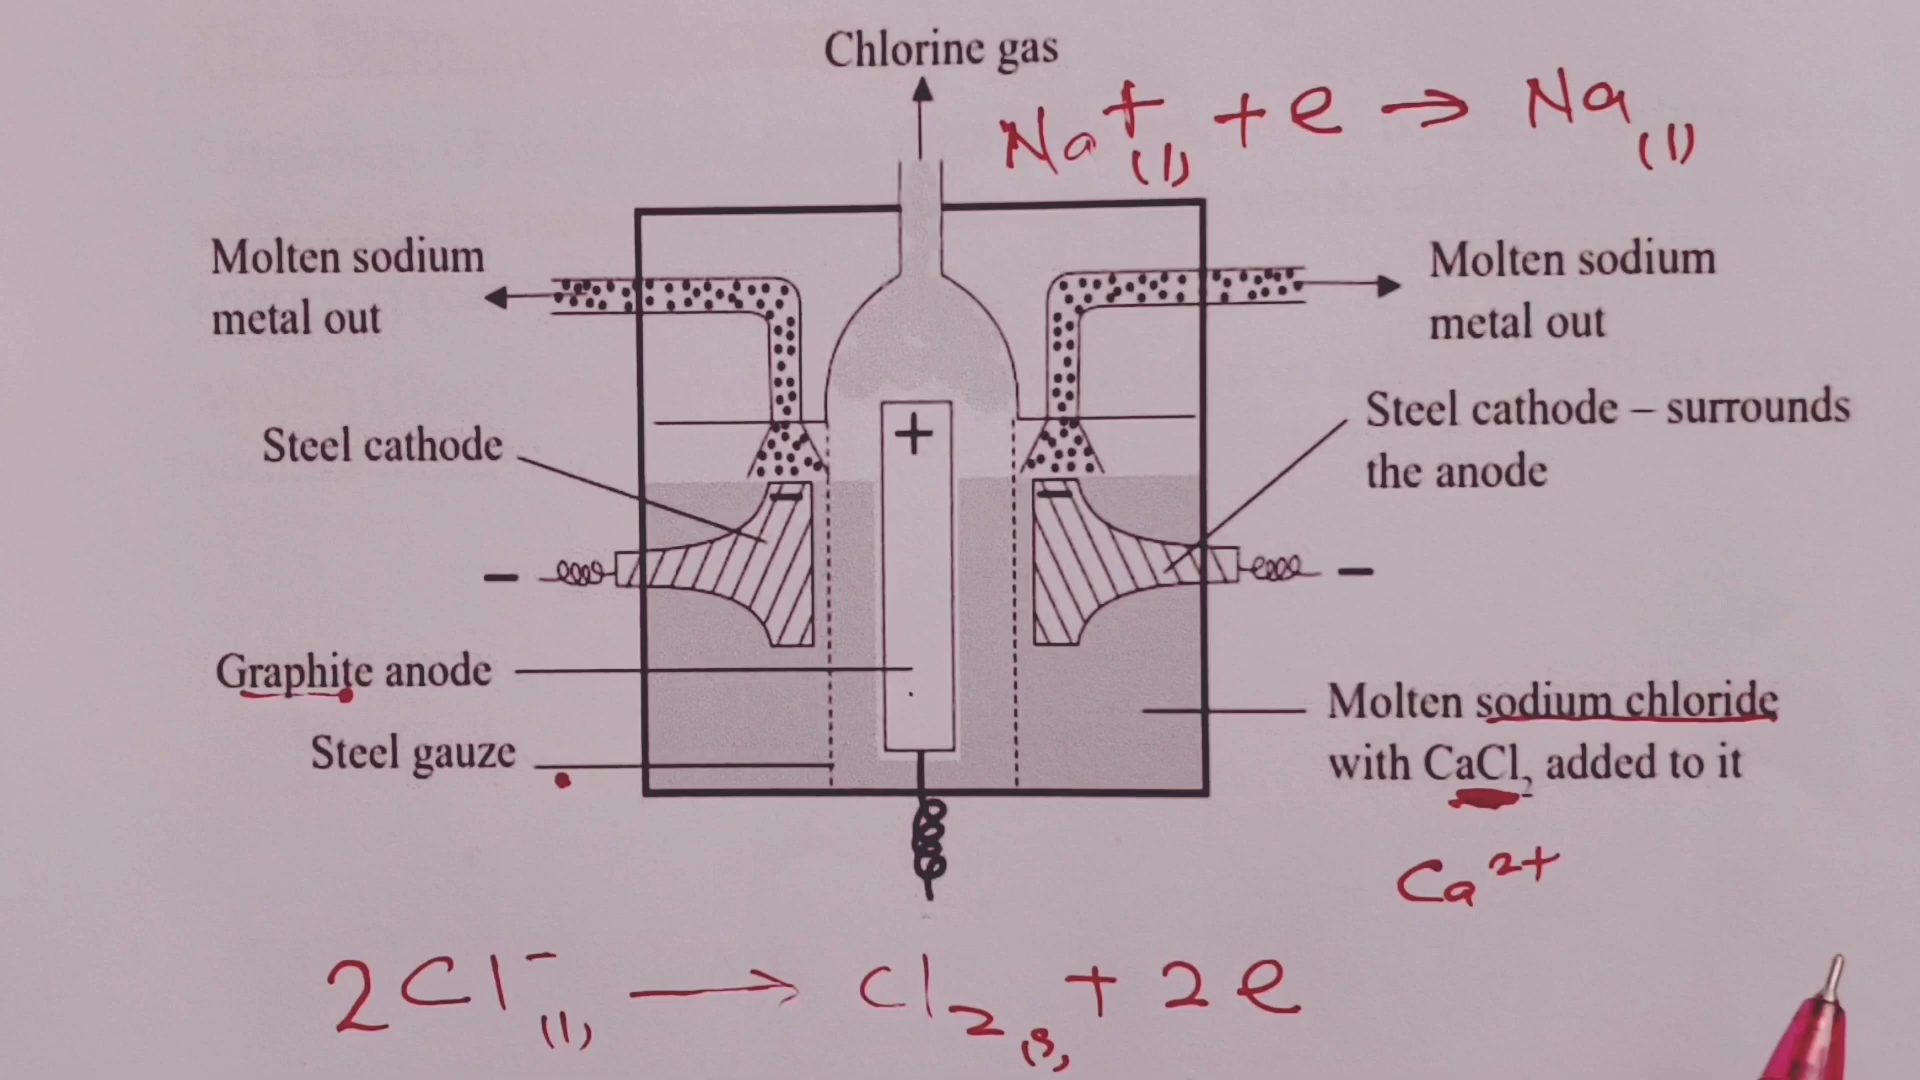 Chlorine gas
Na⁺(l) + e → Na(l)
Molten sodium
metal out
Molten sodium
metal out
Steel cathode
Steel cathode – surrounds
the anode
+
–
–
–
–
Graphite anode
Steel gauze
Molten sodium chloride
with CaCl₂ added to it
Ca²⁺
2Cl⁻(l) → Cl₂(g) + 2e